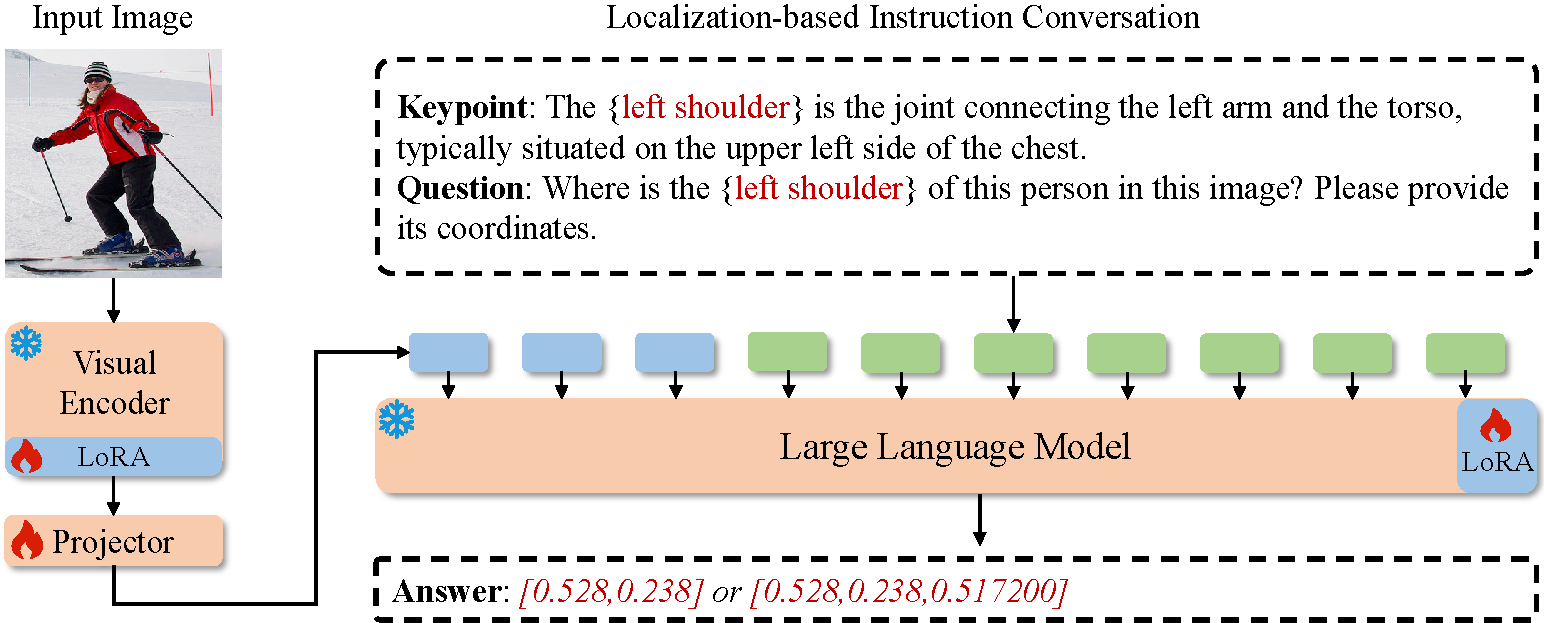 Input Image
Localization-based Instruction Conversation
Keypoint: The {left shoulder} is the joint connecting the left arm and the torso,
typically situated on the upper left side of the chest.
Question: Where is the {left shoulder} of this person in this image? Please provide
its coordinates.
Visual
Encoder
LoRA
Projector
Large Language Model
LoRA
Answer: [0.528,0.238] or [0.528,0.238,0.517200]